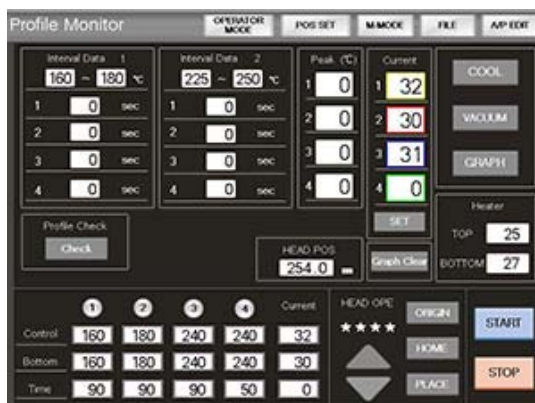 Profile Monitor
OPERATOR MODE
POS SET
M-MODE
FILE
A/P EDIT
Interval Data 1
160 ~ 180 ℃
1 0 sec
2 0 sec
3 0 sec
4 0 sec
Interval Data 2
225 ~ 250 ℃
1 0 sec
2 0 sec
3 0 sec
4 0 sec
Peak (℃)
1 0
2 0
3 0
4 0
Current
1 32
2 30
3 31
4 0
SET
COOL
VACUUM
GRAPH
Profile Check
Check
HEAD POS
254.0
Graph Clear
Heater
TOP 25
BOTTOM 27
1 2 3 4 Current
Control 160 180 240 240 32
Bottom 160 180 240 240 30
Time 90 90 90 50 0
HEAD OPE
★★★★
ORIGIN
HOME
PLACE
START
STOP